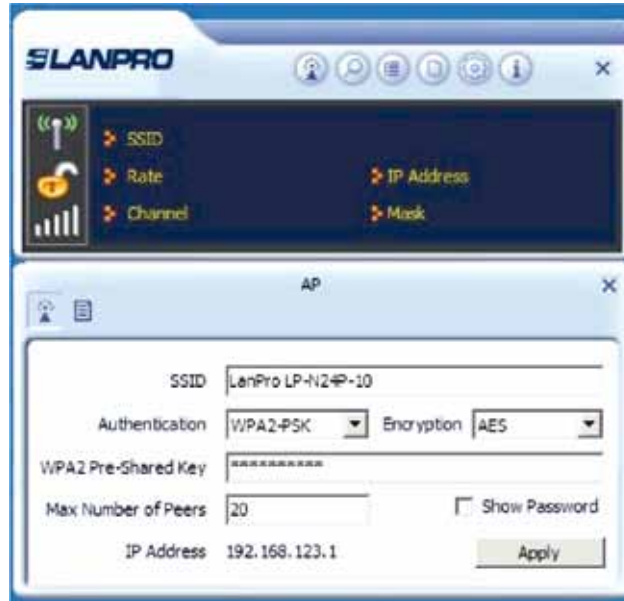 LANPRO
SSID
Rate IP Address
Channel Mask
AP
SSID LanPro LP-N24P-10
Authentication WPA2-PSK Encryption AES
WPA2 Pre-Shared Key **********
Max Number of Peers 20 Show Password
IP Address 192.168.123.1 Apply